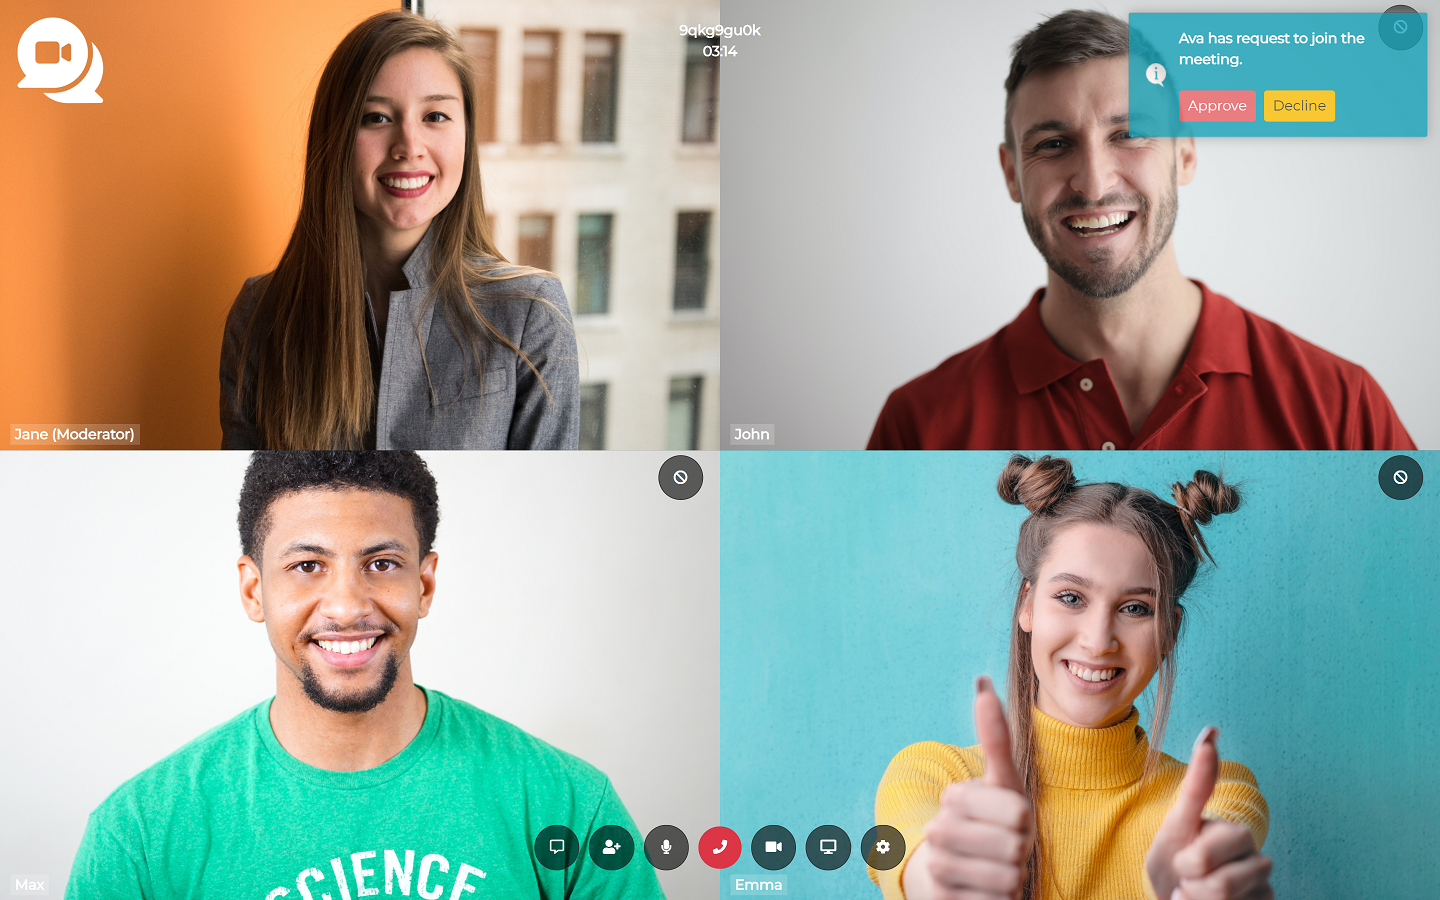 9qkg9gu0k
03:14
Ava has request to join the
meeting.
Approve
Decline
Jane (Moderator)
John
SCIENCE
Max
Emma